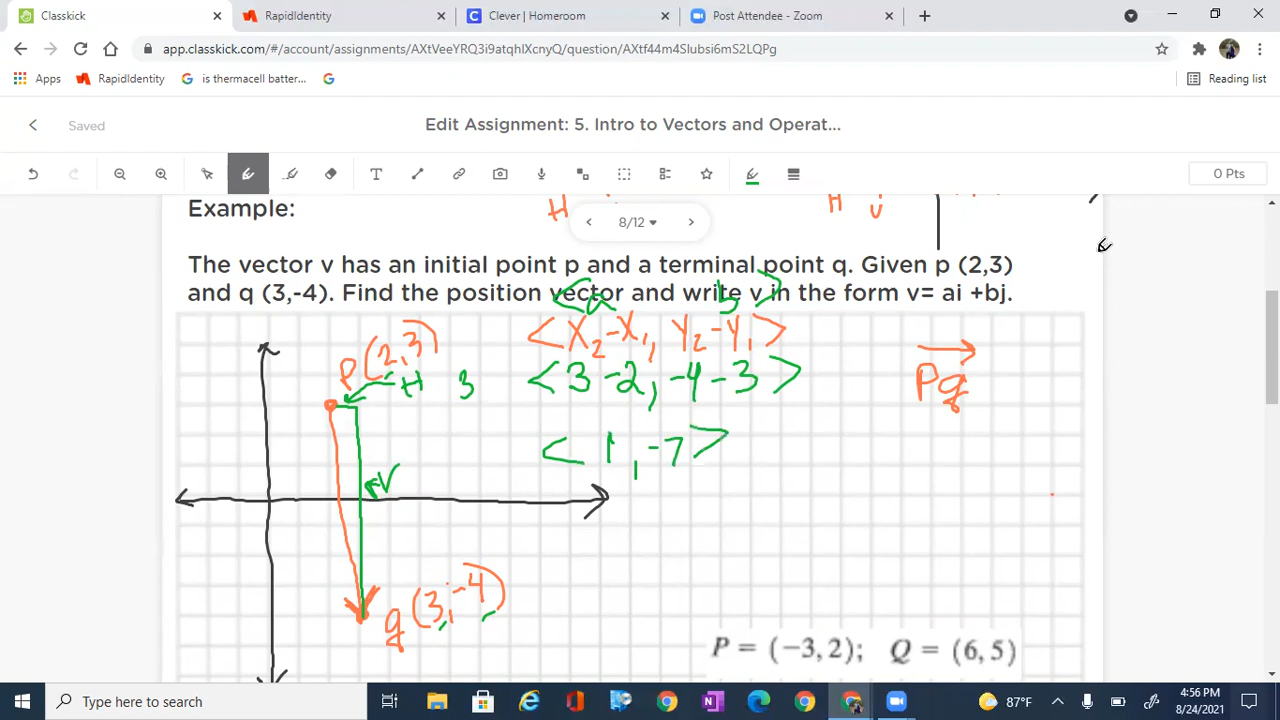 Classkick
RapidIdentity
Clever | Homeroom
Post Attendee - Zoom
app.classkick.com/#/account/assignments/AXtVeeYRQ3i9atqhlXcnyQ/question/AXtf44m4Slubsi6mS2LQPg
Apps
RapidIdentity
is thermacell batter...
Reading list
Saved
Edit Assignment: 5. Intro to Vectors and Operat...
0 Pts
Example:
H
H v
8/12
The vector v has an initial point p and a terminal point q. Given p (2,3)
and q (3,-4). Find the position vector and write v in the form v= ai +bj.
<a b>
P(2,3)
<X₂-X₁, Y₂-Y₁>
Pq
H 3
<3-2, -4-3>
<1, -7>
V
q(3,-4)
P = (−3, 2); Q = (6, 5)
Type here to search
87°F
4:56 PM
8/24/2021